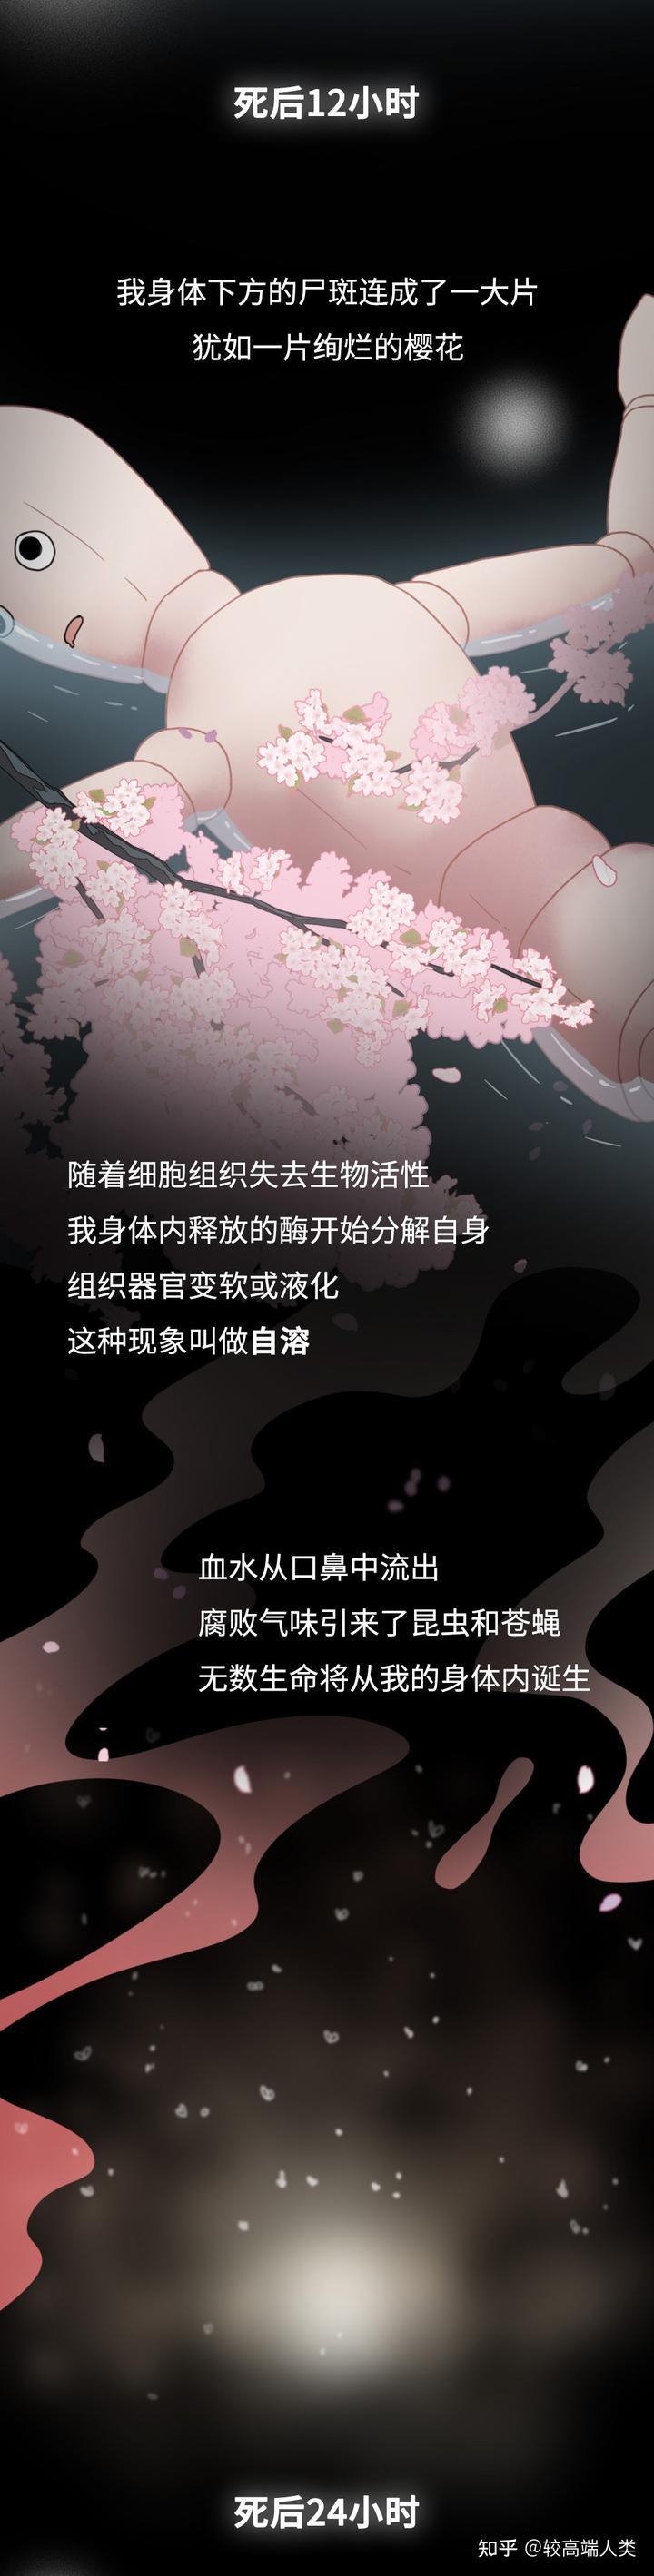 死后12小时
我身体下方的尸斑连成了一大片
犹如一片绚烂的樱花
随着细胞组织失去生物活性
我身体内释放的酶开始分解自身
组织器官变软或液化
这种现象叫做自溶
血水从口鼻中流出
腐败气味引来了昆虫和苍蝇
无数生命将从我的身体内诞生
死后24小时
知乎 @较高端人类